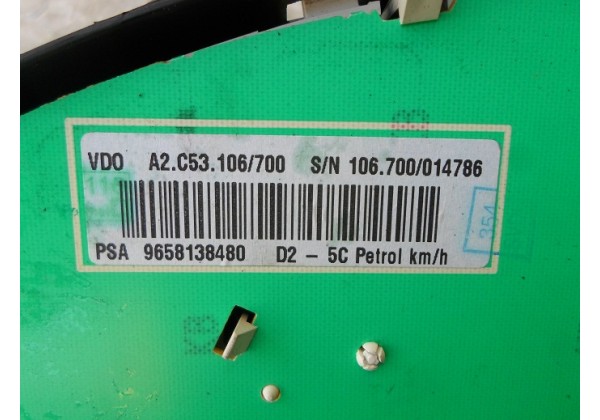 VDO A2.C53.106/700 S/N 106.700/014786
PSA 9658138480 D2 - 5C Petrol km/h
354